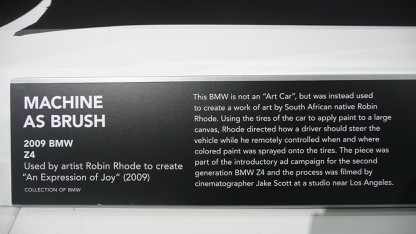 MACHINE
AS BRUSH
2009 BMW
Z4
Used by artist Robin Rhode to create
"An Expression of Joy" (2009)
COLLECTION OF BMW
This BMW is not an "Art Car", but was instead used
to create a work of art by South African native Robin
Rhode. Using the tires of the car to apply paint to a large
canvas, Rhode directed how a driver should steer the
vehicle while he remotely controlled when and where
colored paint was sprayed onto the tires. The piece was
part of the introductory ad campaign for the second
generation BMW Z4 and the process was filmed by
cinematographer Jake Scott at a studio near Los Angeles.